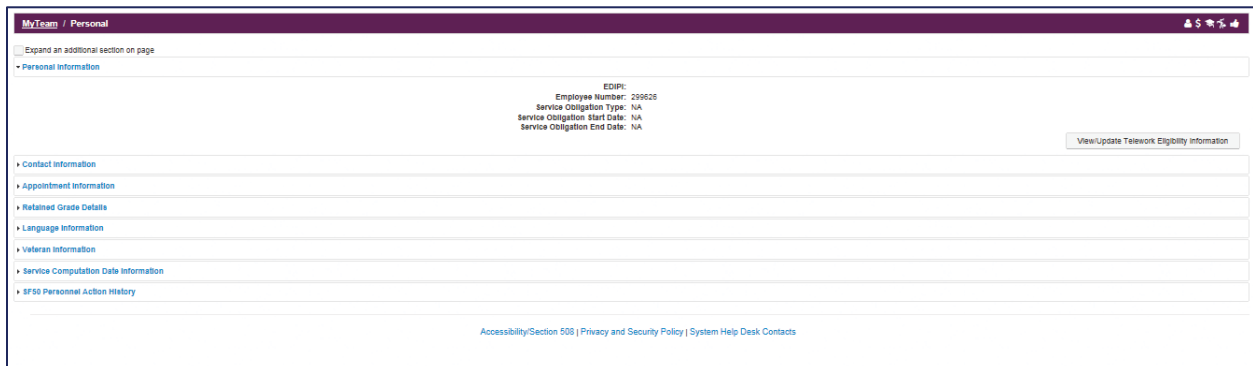 MyTeam / Personal
Expand an additional section on page
Personal Information
EDIPI:
Employee Number: 299626
Service Obligation Type: NA
Service Obligation Start Date: NA
Service Obligation End Date: NA
View/Update Telework Eligibility Information
Contact Information
Appointment Information
Retained Grade Details
Language Information
Veteran Information
Service Computation Date Information
SF50 Personnel Action History
Accessibility/Section 508 | Privacy and Security Policy | System Help Desk Contacts